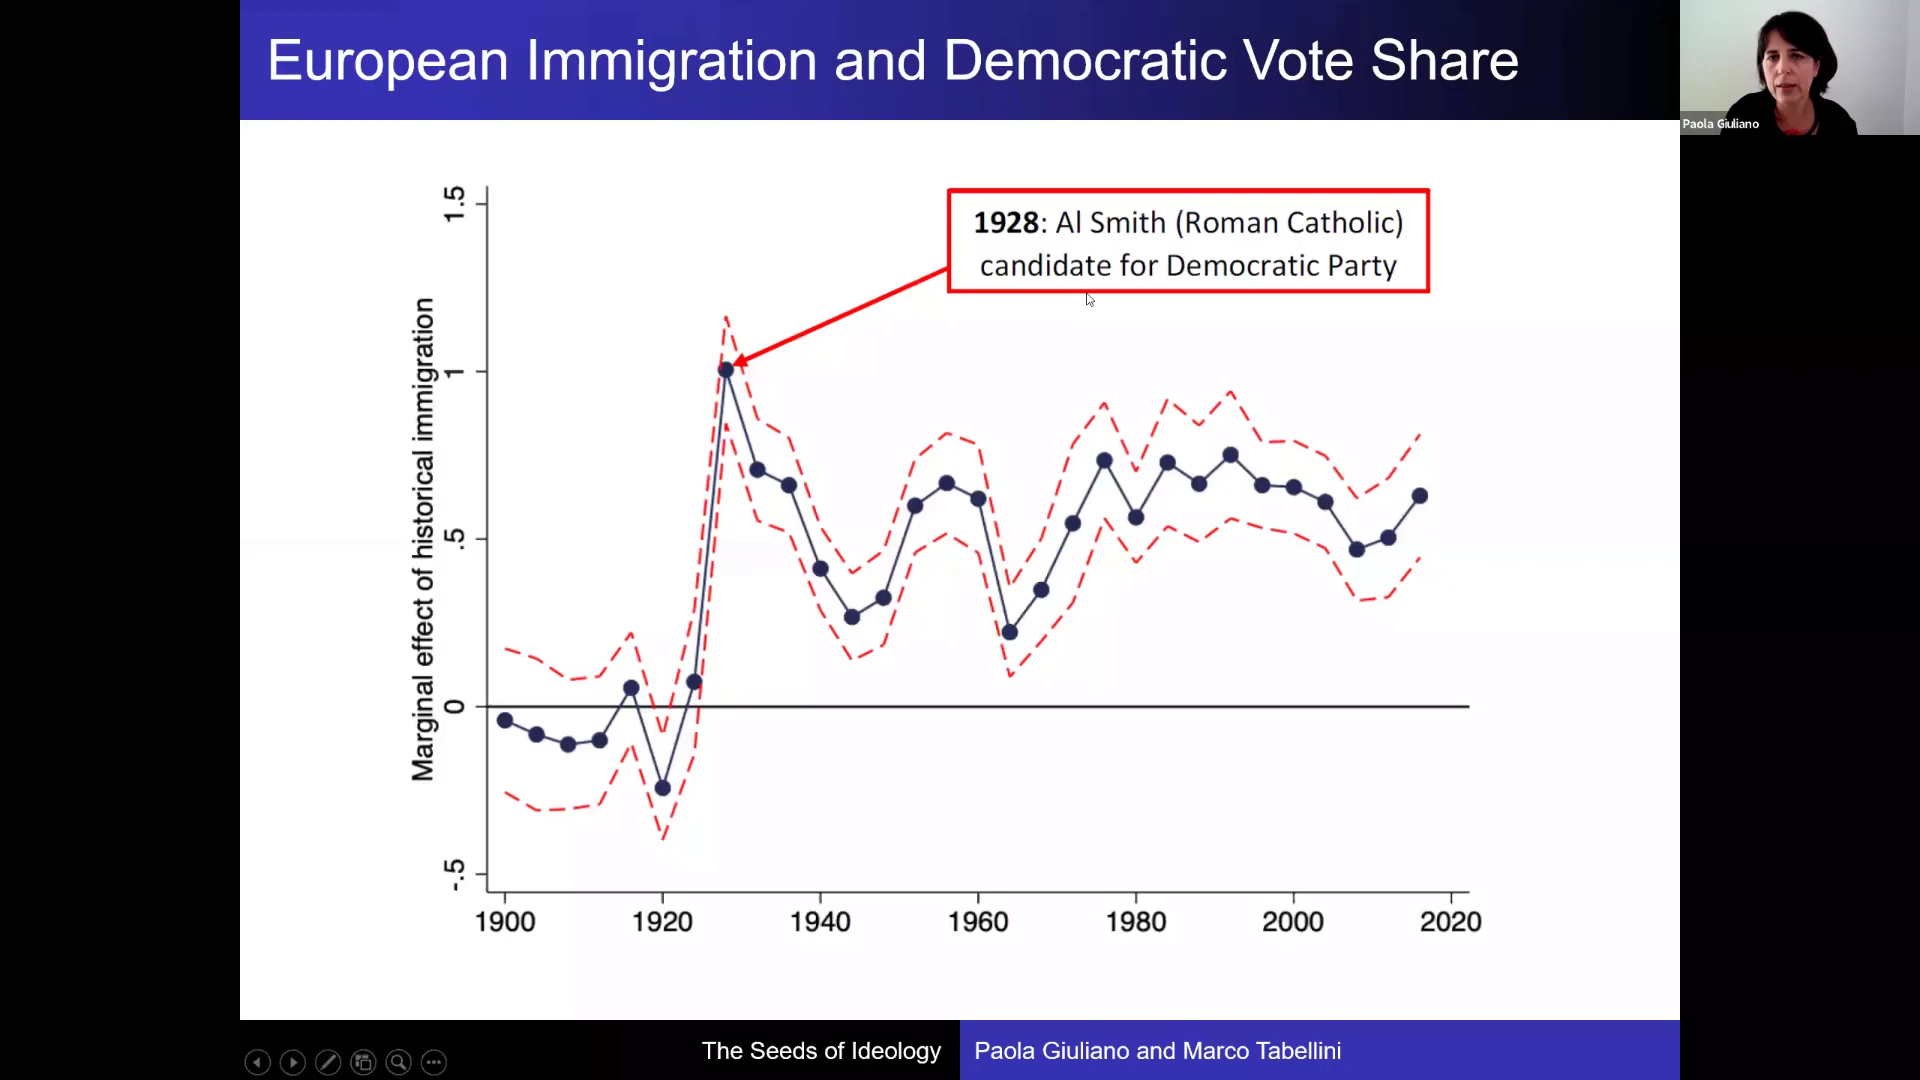 European Immigration and Democratic Vote Share
Paola Giuliano
1928: Al Smith (Roman Catholic)
candidate for Democratic Party
Marginal effect of historical immigration
1.5
1
.5
0
-.5
1900 1920 1940 1960 1980 2000 2020
The Seeds of Ideology
Paola Giuliano and Marco Tabellini